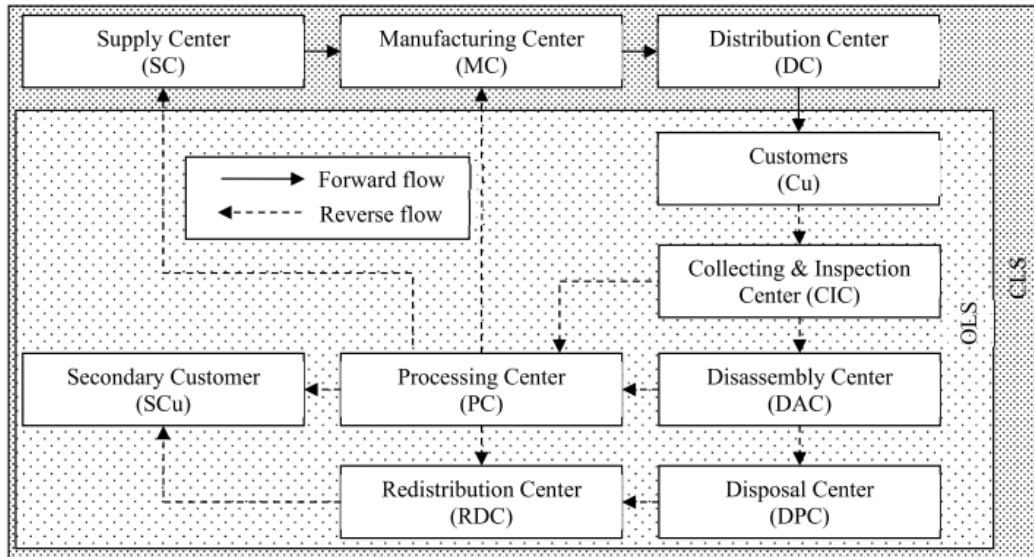 Supply Center
(SC)
Manufacturing Center
(MC)
Distribution Center
(DC)
Customers
(Cu)
Forward flow
Reverse flow
Collecting & Inspection
Center (CIC)
CLS
OLS
Secondary Customer
(SCu)
Processing Center
(PC)
Disassembly Center
(DAC)
Redistribution Center
(RDC)
Disposal Center
(DPC)